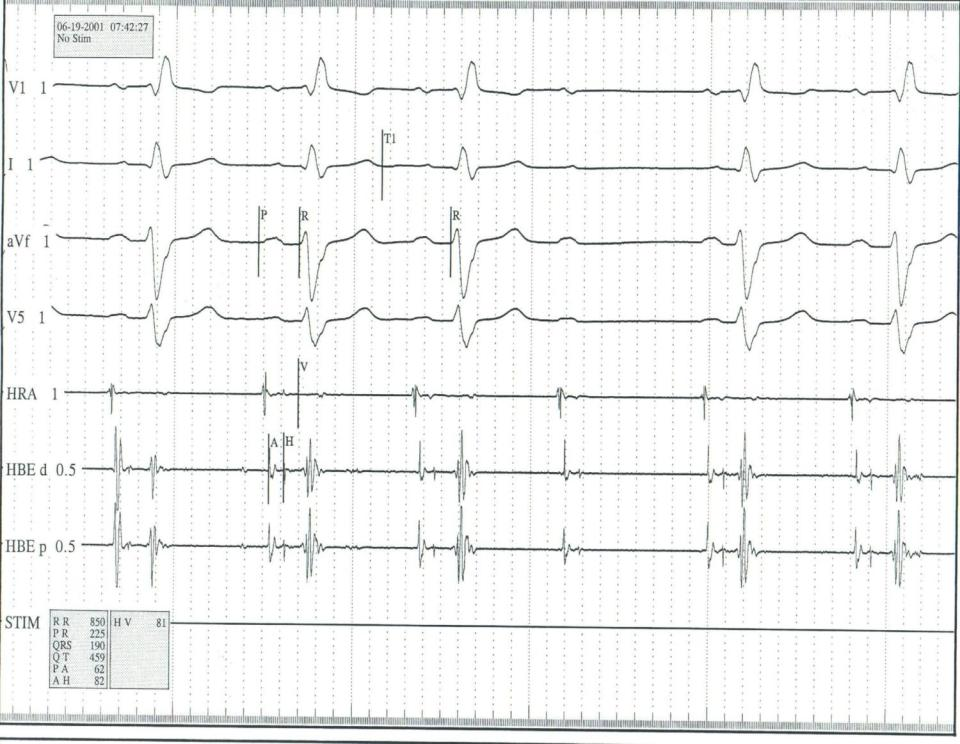 06-19-2001 07:42:27
No Stim
V1 1
I 1
T1
aVf 1
P
R
R
V5 1
HRA 1
V
HBE d 0.5
A
H
HBE p 0.5
STIM
R R 850
P R 225
QRS 190
Q T 459
P A 62
A H 82
H V 81